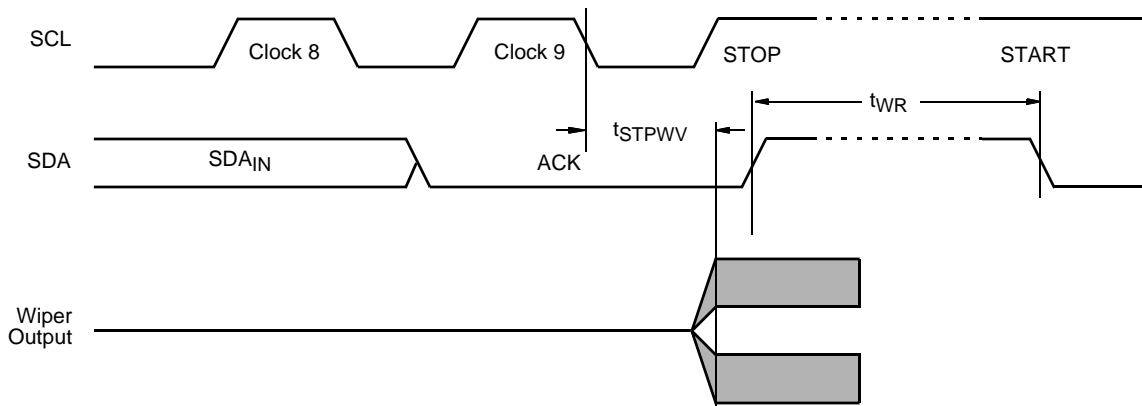 SCL
Clock 8
Clock 9
STOP
START
tWR
tSTPWV
SDA
SDAIN
ACK
Wiper
Output